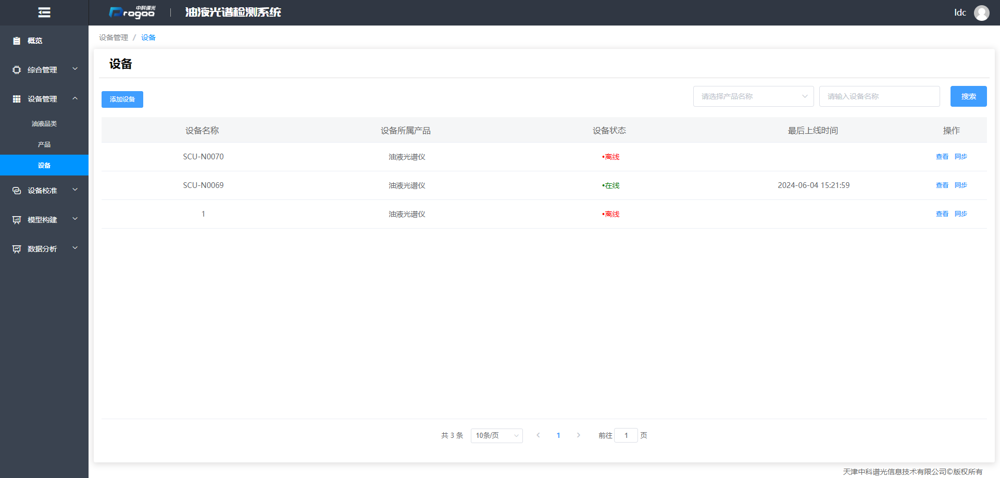 中科谱光
Progoo
油液光谱检测系统
ldc
概览
综合管理
设备管理
油液品类
产品
设备
设备校准
模型构建
数据分析
设备管理 / 设备
设备
添加设备
请选择产品名称
请输入设备名称
搜索
设备名称 设备所属产品 设备状态 最后上线时间 操作
SCU-N0070 油液光谱仪 •离线 查看 同步
SCU-N0069 油液光谱仪 •在线 2024-06-04 15:21:59 查看 同步
1 油液光谱仪 •离线 查看 同步
共 3 条 10条/页 1 前往 1 页
天津中科谱光信息技术有限公司©版权所有